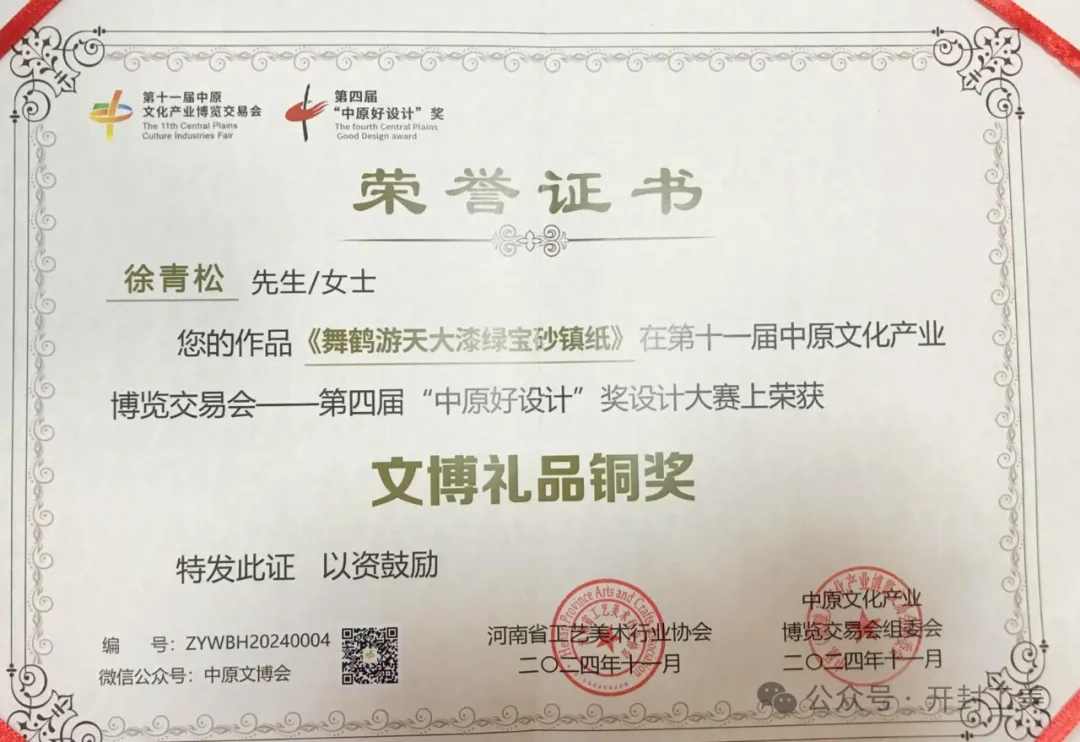 第十一届中原
文化产业博览交易会
The 11th Central Plains
Culture Industries Fair
第四届
“中原好设计”奖
The fourth Central Plains
Good Design award
荣誉证书
徐青松 先生/女士
您的作品《舞鹤游天大漆绿宝砂镇纸》在第十一届中原文化产业
博览交易会——第四届“中原好设计”奖设计大赛上荣获
文博礼品铜奖
特发此证 以资鼓励
编 号：ZYWBH20240004
微信公众号：中原文博会
河南省工艺美术行业协会
二〇二四年十一月
Henan Province Arts and Crafts Association
中原文化产业
博览交易会组委会
二〇二四年十一月
公众号 · 开封工美